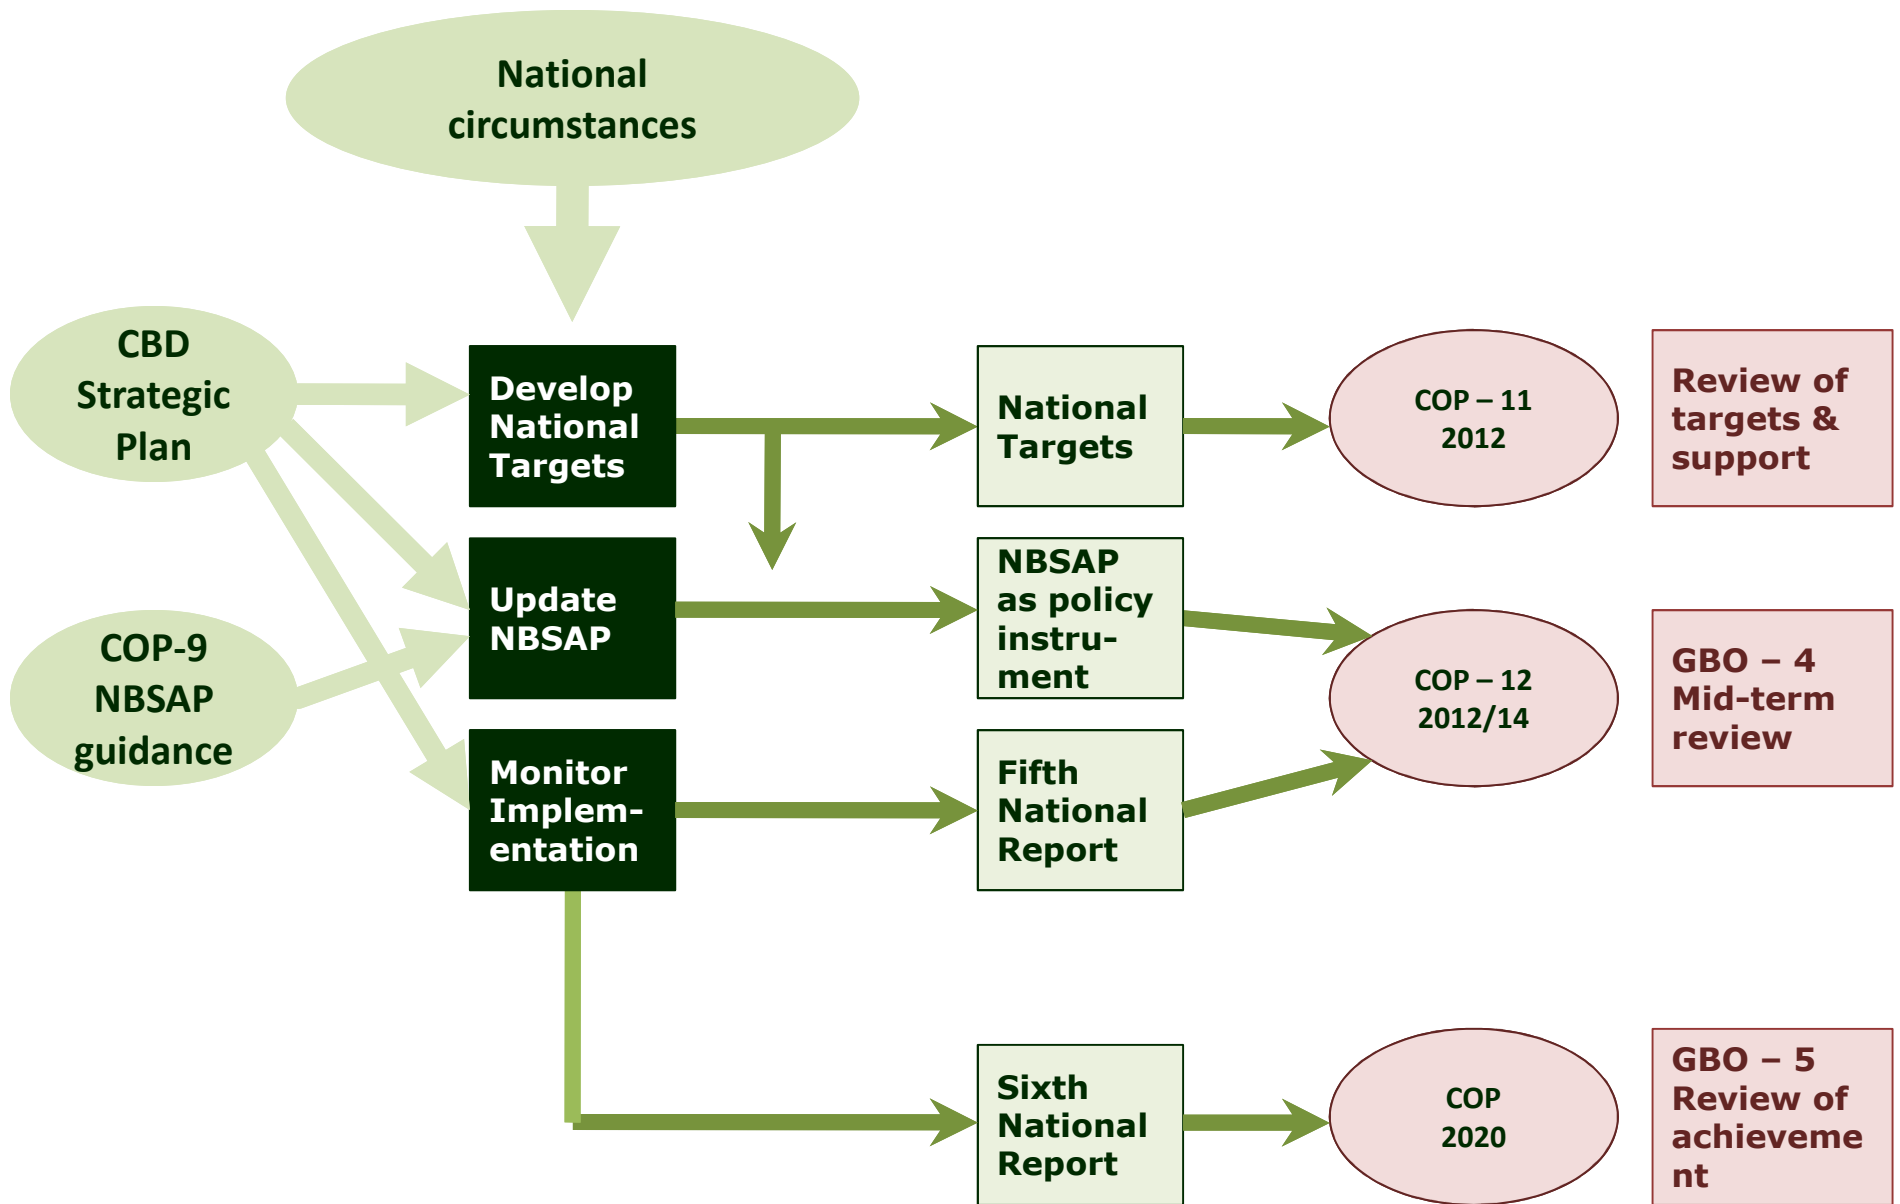 National
circumstances
CBD
Strategic
Plan
COP-9
NBSAP
guidance
Develop
National
Targets
Update
NBSAP
Monitor
Implem-
entation
National
Targets
NBSAP
as policy
instru-
ment
Fifth
National
Report
Sixth
National
Report
COP – 11
2012
COP – 12
2012/14
COP
2020
Review of
targets &
support
GBO – 4
Mid-term
review
GBO – 5
Review of
achieveme
nt